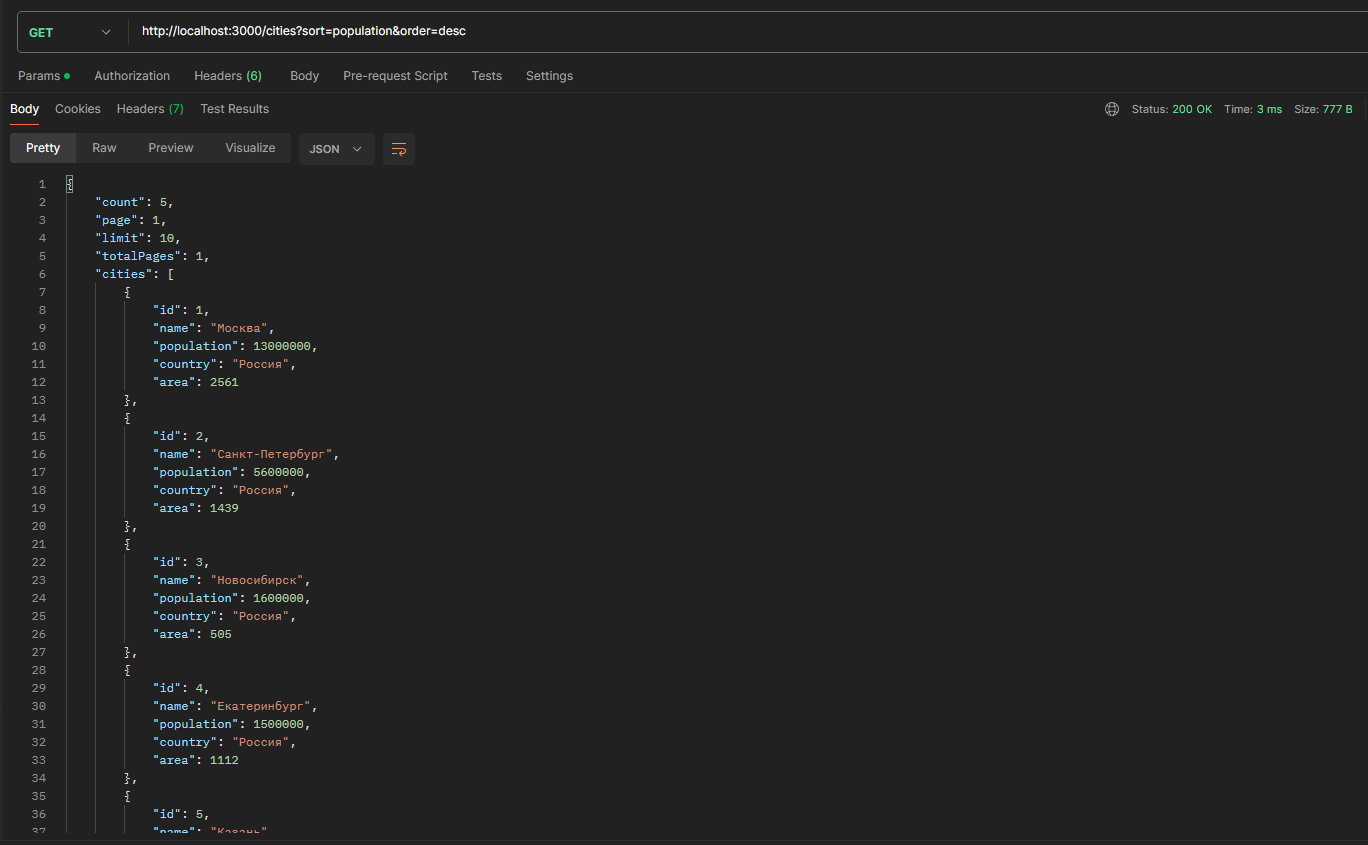 GET http://localhost:3000/cities?sort=population&order=desc
Params Authorization Headers (6) Body Pre-request Script Tests Settings
Body Cookies Headers (7) Test Results Status: 200 OK Time: 3 ms Size: 777 B
Pretty Raw Preview Visualize JSON
1 {
2 "count": 5,
3 "page": 1,
4 "limit": 10,
5 "totalPages": 1,
6 "cities": [
7 {
8 "id": 1,
9 "name": "Москва",
10 "population": 13000000,
11 "country": "Россия",
12 "area": 2561
13 },
14 {
15 "id": 2,
16 "name": "Санкт-Петербург",
17 "population": 5600000,
18 "country": "Россия",
19 "area": 1439
20 },
21 {
22 "id": 3,
23 "name": "Новосибирск",
24 "population": 1600000,
25 "country": "Россия",
26 "area": 505
27 },
28 {
29 "id": 4,
30 "name": "Екатеринбург",
31 "population": 1500000,
32 "country": "Россия",
33 "area": 1112
34 },
35 {
36 "id": 5,
37 "name": "Казань"